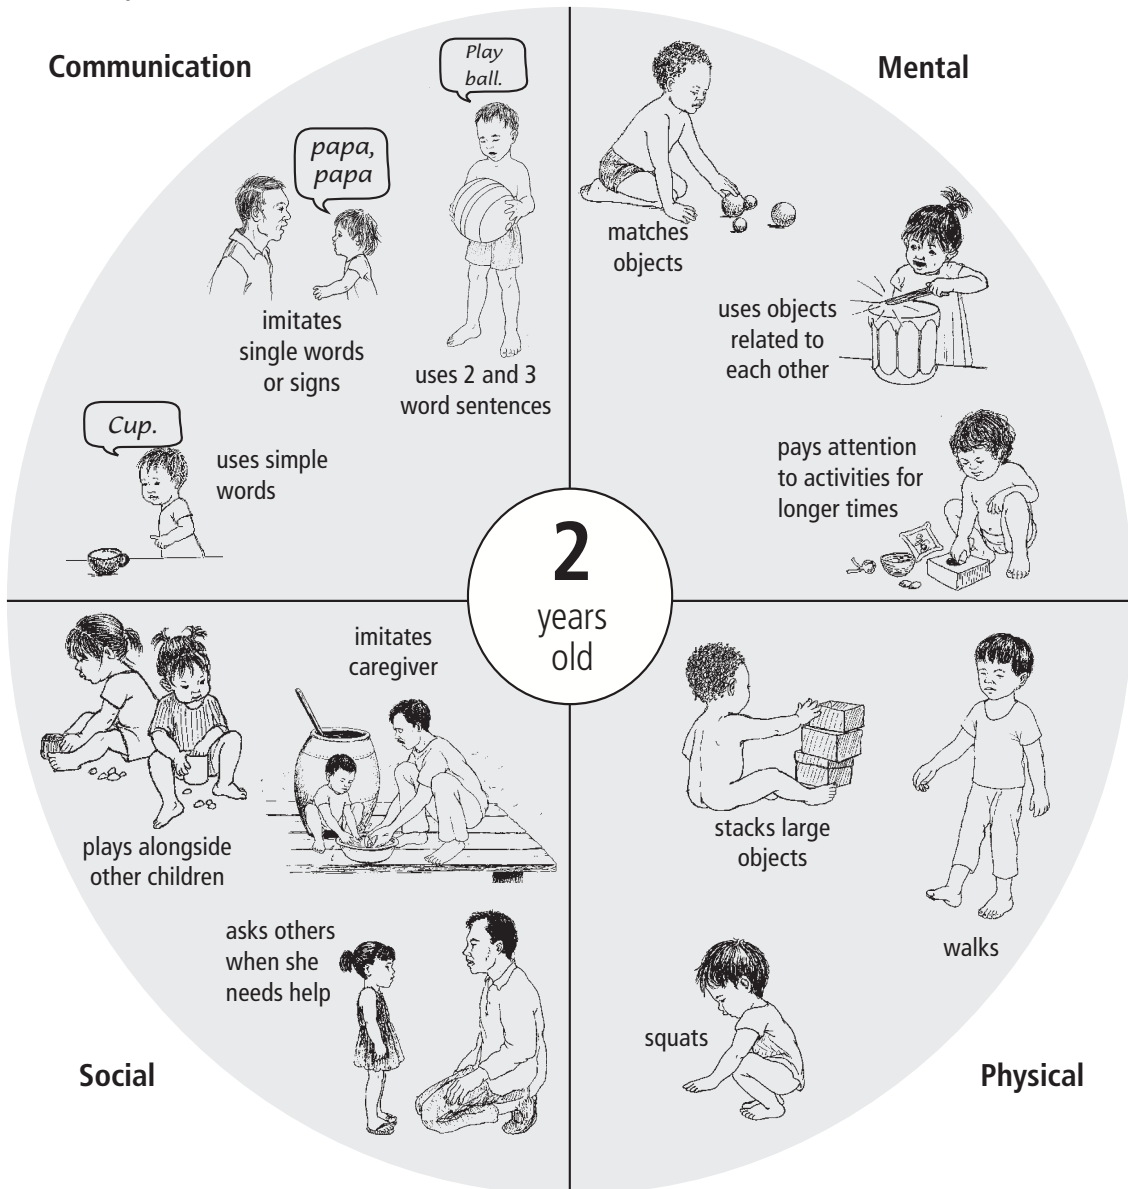 Communication
Play
ball.
papa,
papa
imitates
single words
or signs
uses 2 and 3
word sentences
Cup.
uses simple
words
Mental
matches
objects
uses objects
related to
each other
pays attention
to activities for
longer times
2
years
old
imitates
caregiver
plays alongside
other children
asks others
when she
needs help
Social
stacks large
objects
walks
squats
Physical